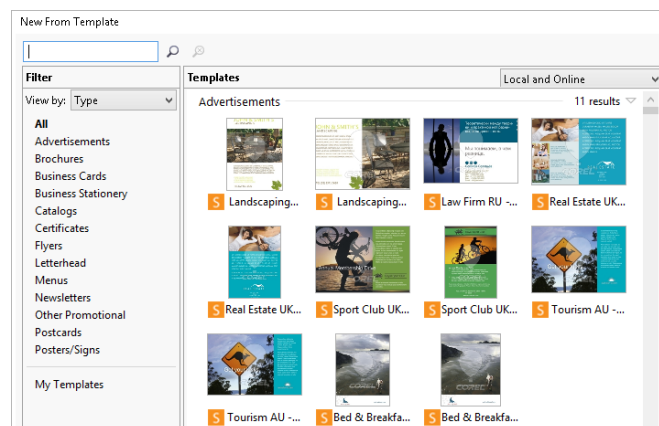 New From Template
Filter
Templates
Local and Online
View by: Type
Advertisements
11 results
All
Advertisements
Brochures
Business Cards
Business Stationery
Catalogs
Certificates
Flyers
Letterhead
Menus
Newsletters
Other Promotional
Postcards
Posters/Signs
My Templates
S Landscaping...
S Landscaping...
S Law Firm RU -...
S Real Estate UK...
S Real Estate UK...
S Sport Club UK...
S Sport Club UK...
S Tourism AU -...
S Tourism AU -...
S Bed & Breakfa...
S Bed & Breakfa...